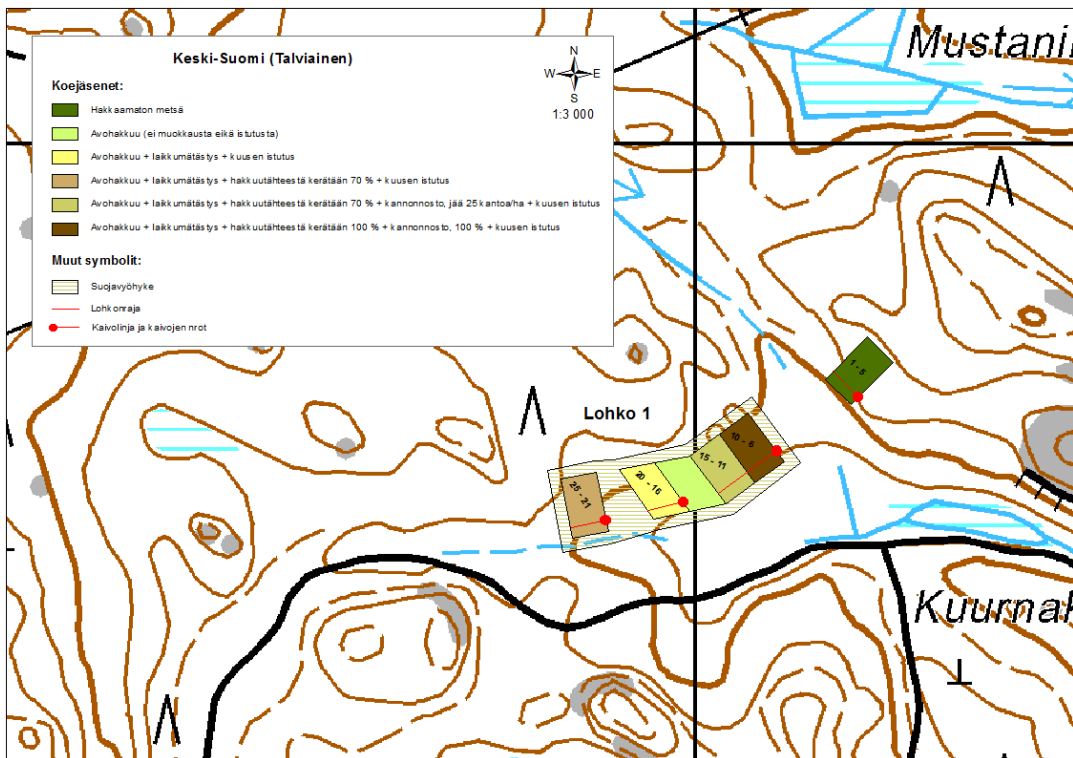 Mustanin
Keski-Suomi (Talviainen)
N
W E
S
1:3 000
Koejäsenet:
Hakkaamaton metsä
Avohakkuu (ei muokkausta eikä istutusta)
Avohakkuu + laikkumätästys + kuusen istutus
Avohakkuu + laikkumätästys + hakkuutähteestä kerätään 70 % + kuusen istutus
Avohakkuu + laikkumätästys + hakkuutähteestä kerätään 70 % + kannonnosto, jää 25 kantoa/ha + kuusen istutus
Avohakkuu + laikkumätästys + hakkuutähteestä kerätään 100 % + kannonnosto, 100 % + kuusen istutus
Muut symbolit:
Suojavyöhyke
Lohkonraja
Kaivolinja ja kaivojen nrot
1 - 5
Lohko 1
10 - 6
15 - 11
20 - 16
25 - 21
Kuurnak